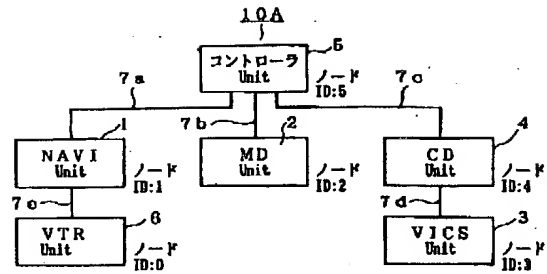 10A
5
コントローラ
Unit
ノード
ID:5
7a
7b
7c
1
NAVI
Unit
ノード
ID:1
2
MD
Unit
ノード
ID:2
4
CD
Unit
ノード
ID:4
7e
7d
6
VTR
Unit
ノード
ID:0
3
VICS
Unit
ノード
ID:3